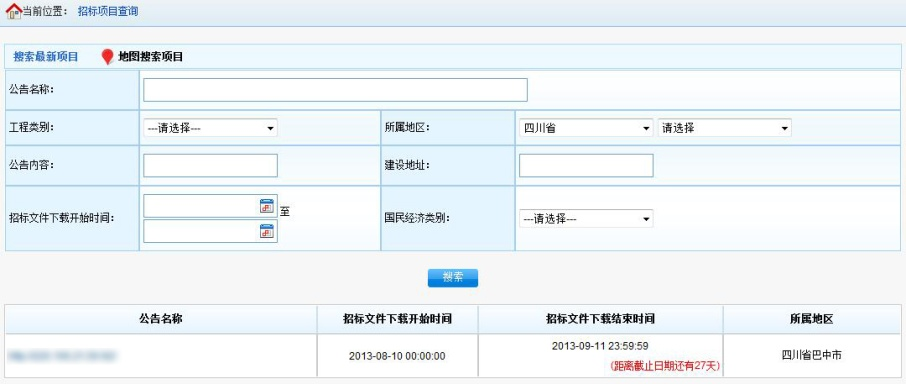 当前位置： 招标项目查询
搜索最新项目 地图搜索项目
公告名称：
工程类别： ---请选择--- 所属地区： 四川省 请选择
公告内容： 建设地址：
招标文件下载开始时间： 至 国民经济类别： ---请选择---
搜索
公告名称 招标文件下载开始时间 招标文件下载结束时间 所属地区
2013-08-10 00:00:00 2013-09-11 23:59:59 四川省巴中市
(距离截止日期还有27天)